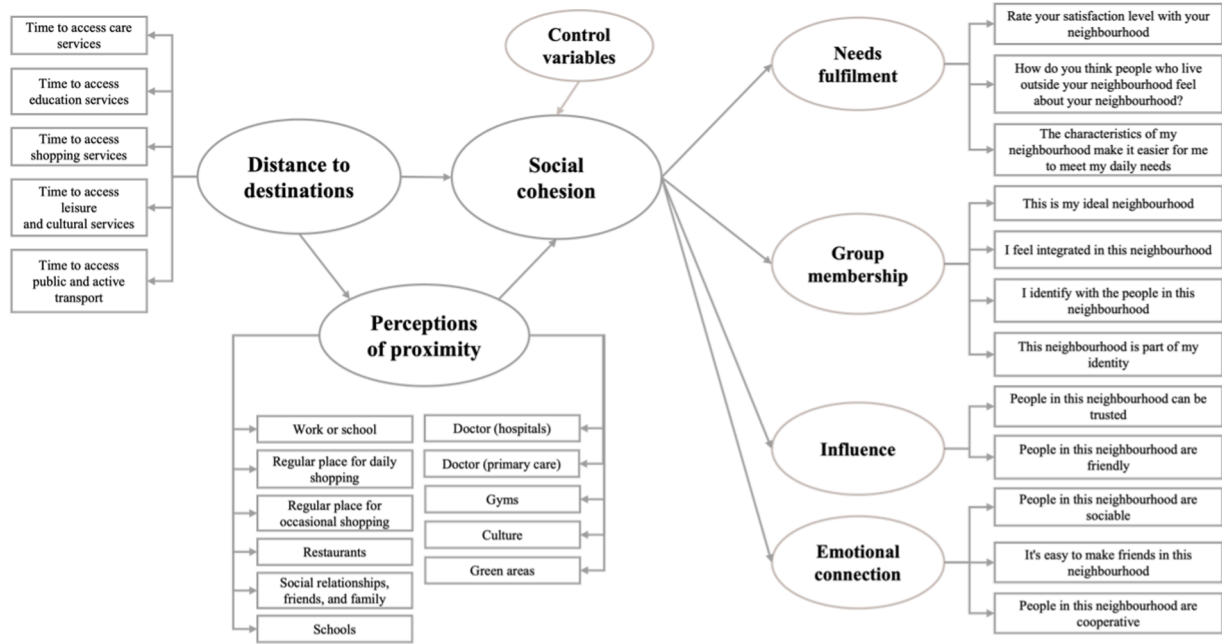 Time to access care
services
Time to access
education services
Time to access
shopping services
Time to access
leisure
and cultural services
Time to access
public and active
transport
Distance to
destinations
Control
variables
Social
cohesion
Perceptions
of proximity
Work or school
Regular place for daily
shopping
Regular place for
occasional shopping
Restaurants
Social relationships,
friends, and family
Schools
Doctor (hospitals)
Doctor (primary care)
Gyms
Culture
Green areas
Needs
fulfilment
Rate your satisfaction level with your
neighbourhood
How do you think people who live
outside your neighbourhood feel
about your neighbourhood?
The characteristics of my
neighbourhood make it easier for me
to meet my daily needs
Group
membership
This is my ideal neighbourhood
I feel integrated in this neighbourhood
I identify with the people in this
neighbourhood
This neighbourhood is part of my
identity
Influence
People in this neighbourhood can be
trusted
People in this neighbourhood are
friendly
Emotional
connection
People in this neighbourhood are
sociable
It's easy to make friends in this
neighbourhood
People in this neighbourhood are
cooperative